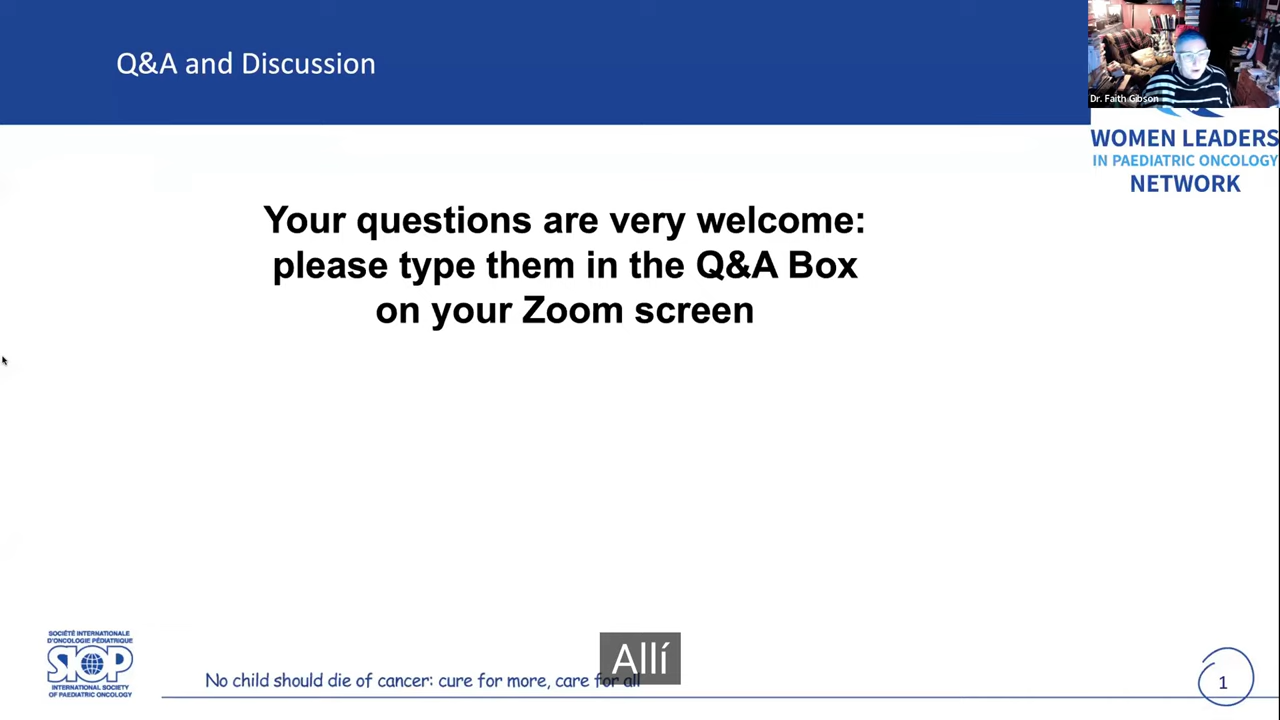 Q&A and Discussion
Dr. Faith Gibson
WOMEN LEADERS
IN PAEDIATRIC ONCOLOGY
NETWORK
Your questions are very welcome:
please type them in the Q&A Box
on your Zoom screen
SOCIÉTÉ INTERNATIONALE
D'ONCOLOGIE PÉDIATRIQUE
SIOP
INTERNATIONAL SOCIETY
OF PAEDIATRIC ONCOLOGY
No child should die of cancer: cure for more, care for all
Allí
1